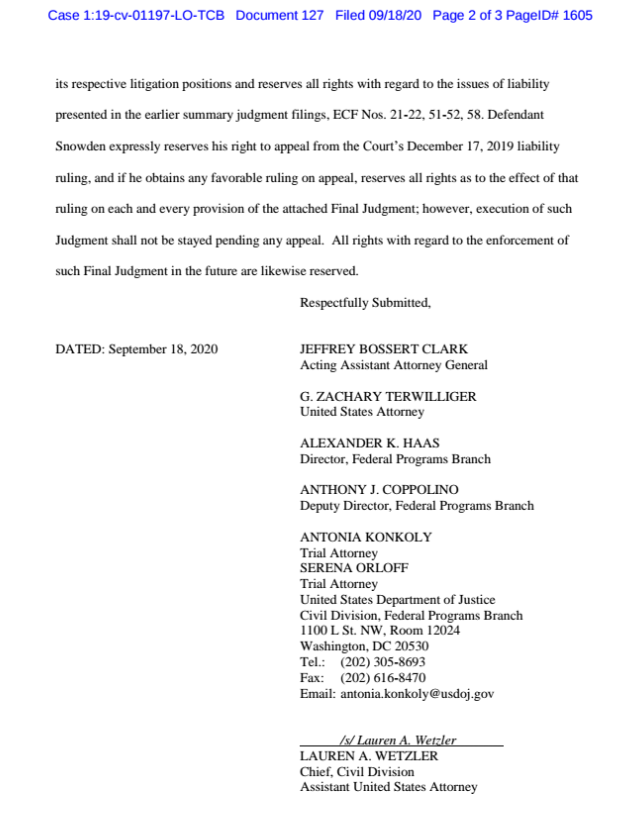 Case 1:19-cv-01197-LO-TCB Document 127 Filed 09/18/20 Page 2 of 3 PageID# 1605
its respective litigation positions and reserves all rights with regard to the issues of liability
presented in the earlier summary judgment filings, ECF Nos. 21-22, 51-52, 58. Defendant
Snowden expressly reserves his right to appeal from the Court's December 17, 2019 liability
ruling, and if he obtains any favorable ruling on appeal, reserves all rights as to the effect of that
ruling on each and every provision of the attached Final Judgment; however, execution of such
Judgment shall not be stayed pending any appeal. All rights with regard to the enforcement of
such Final Judgment in the future are likewise reserved.
Respectfully Submitted,
DATED: September 18, 2020
JEFFREY BOSSERT CLARK
Acting Assistant Attorney General
G. ZACHARY TERWILLIGER
United States Attorney
ALEXANDER K. HAAS
Director, Federal Programs Branch
ANTHONY J. COPPOLINO
Deputy Director, Federal Programs Branch
ANTONIA KONKOLY
Trial Attorney
SERENA ORLOFF
Trial Attorney
United States Department of Justice
Civil Division, Federal Programs Branch
1100 L St. NW, Room 12024
Washington, DC 20530
Tel.: (202) 305-8693
Fax: (202) 616-8470
Email: antonia.konkoly@usdoj.gov
/s/ Lauren A. Wetzler
LAUREN A. WETZLER
Chief, Civil Division
Assistant United States Attorney